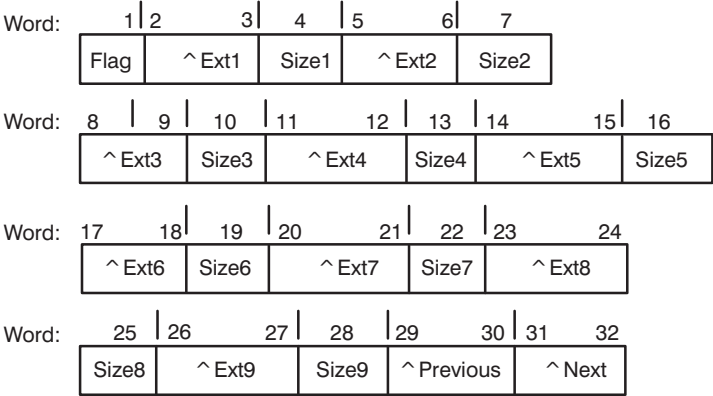 Word: 1 2 3 4 5 6 7
Flag ^Ext1 Size1 ^Ext2 Size2
Word: 8 9 10 11 12 13 14 15 16
^Ext3 Size3 ^Ext4 Size4 ^Ext5 Size5
Word: 17 18 19 20 21 22 23 24
^Ext6 Size6 ^Ext7 Size7 ^Ext8
Word: 25 26 27 28 29 30 31 32
Size8 ^Ext9 Size9 ^Previous ^Next